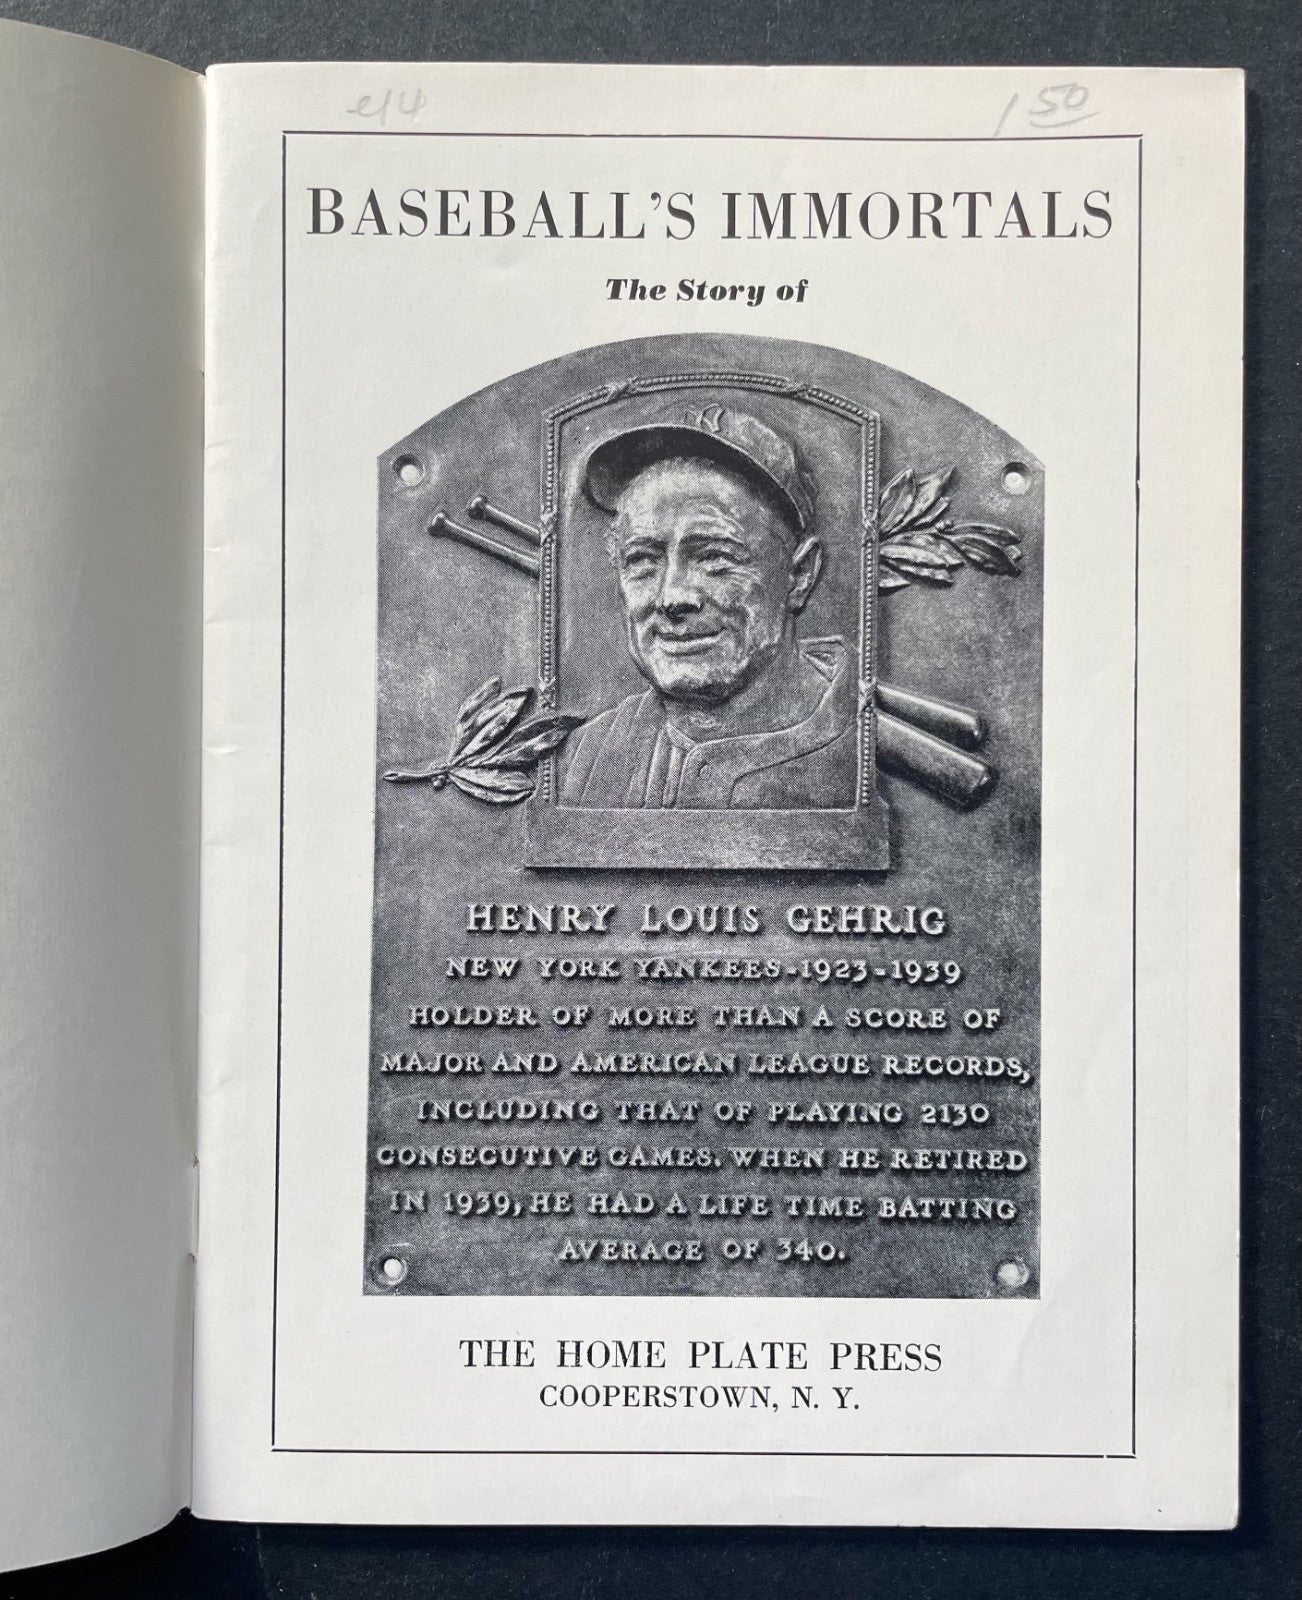 e14
1 50
BASEBALL'S IMMORTALS
The Story of
NY
HENRY LOUIS GEHRIG
NEW YORK YANKEES-1923-1939
HOLDER OF MORE THAN A SCORE OF
MAJOR AND AMERICAN LEAGUE RECORDS,
INCLUDING THAT OF PLAYING 2130
CONSECUTIVE GAMES. WHEN HE RETIRED
IN 1939, HE HAD A LIFE TIME BATTING
AVERAGE OF 340.
THE HOME PLATE PRESS
COOPERSTOWN, N. Y.